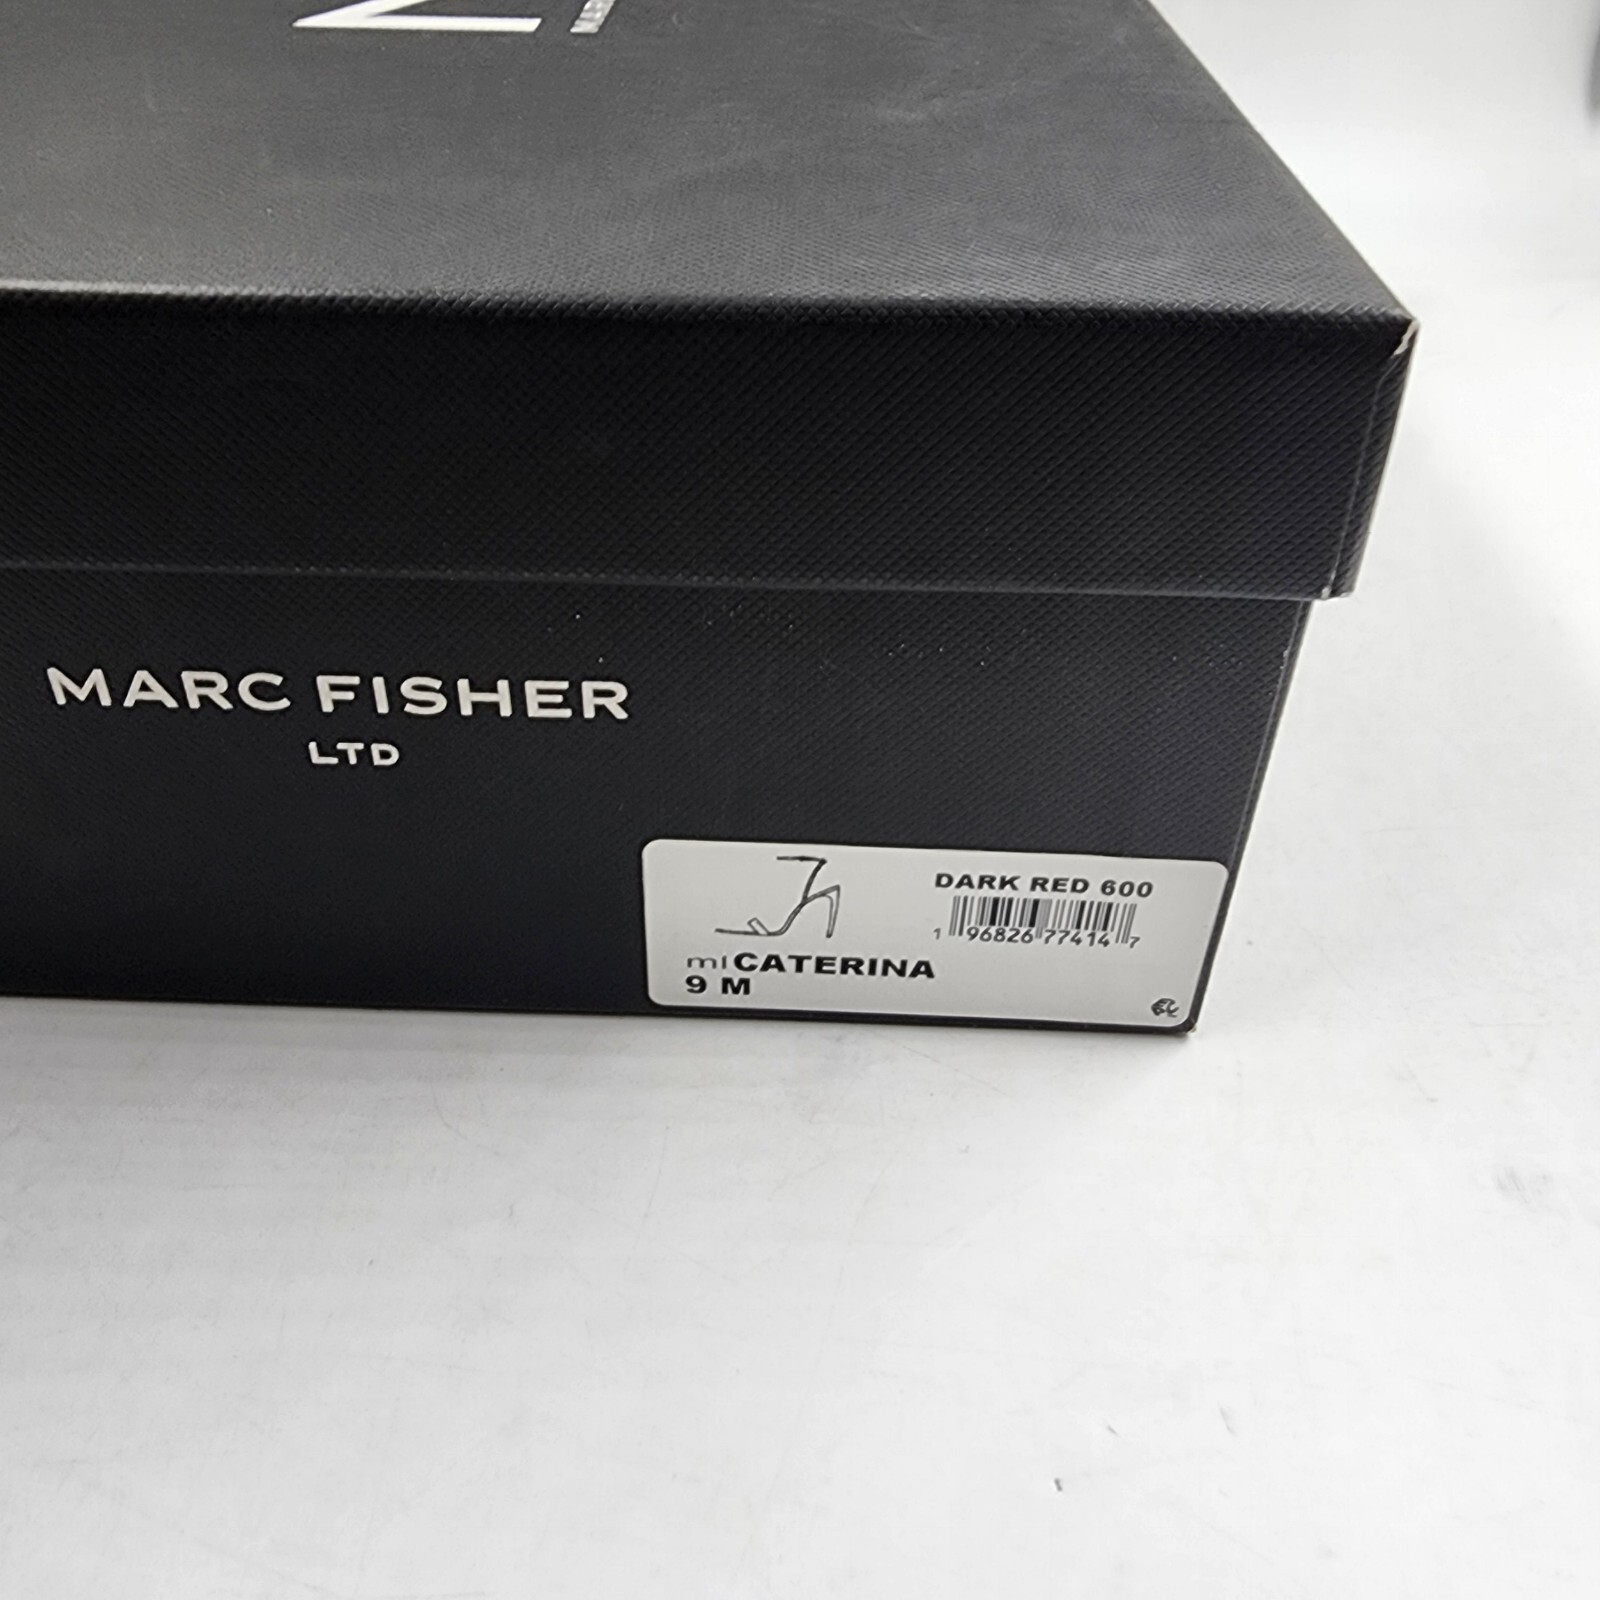 MARC FISHER
LTD
DARK RED 600
1 96826 77414 7
mlCATERINA
9 M